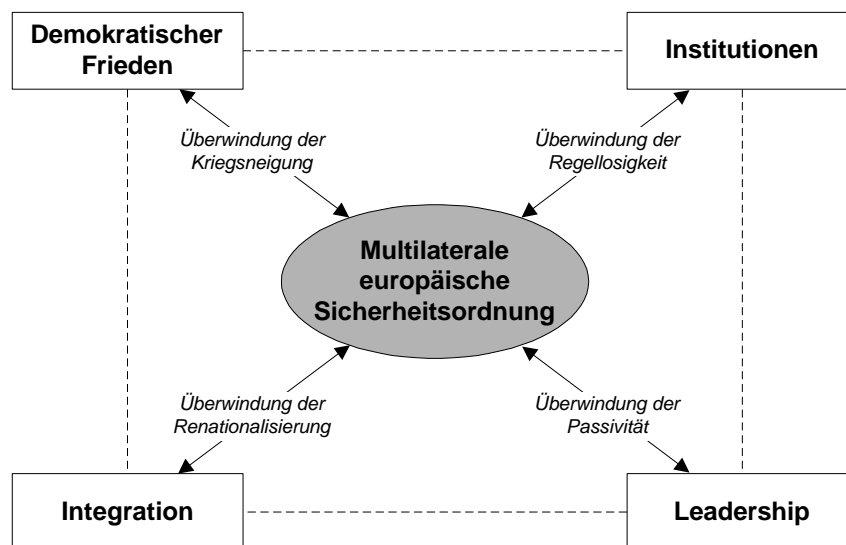 Demokratischer
Frieden
Institutionen
Überwindung der
Kriegsneigung
Überwindung der
Regellosigkeit
Multilaterale
europäische
Sicherheitsordnung
Überwindung der
Renationalisierung
Überwindung der
Passivität
Integration
Leadership